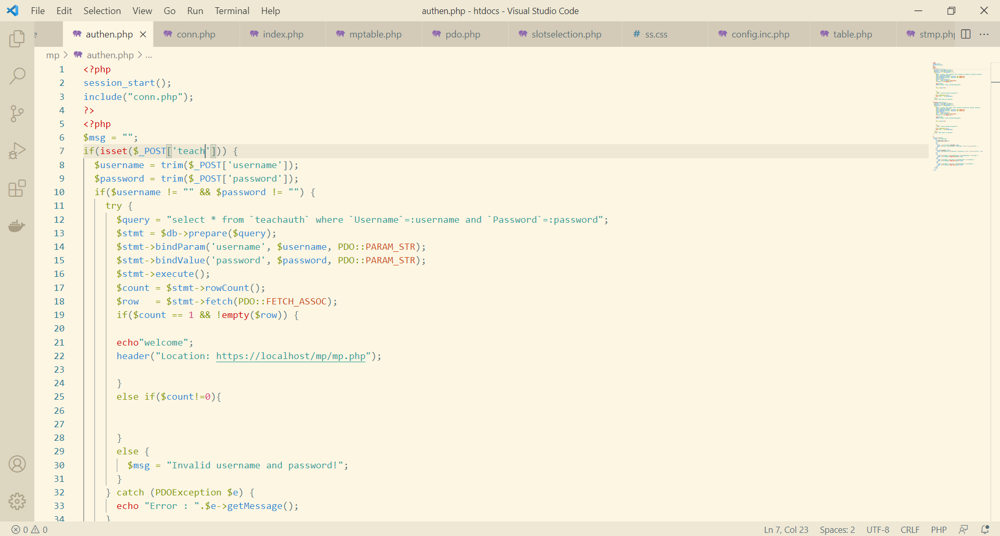 File Edit Selection View Go Run Terminal Help authen.php - htdocs - Visual Studio Code
e authen.php conn.php index.php mptable.php pdo.php slotselection.php # ss.css config.inc.php table.php stmp.php ...
mp > authen.php > ...
1 <?php
2 session_start();
3 include("conn.php");
4 ?>
5 <?php
6 $msg = "";
7 if(isset($_POST['teach'])) {
8 $username = trim($_POST['username']);
9 $password = trim($_POST['password']);
10 if($username != "" && $password != "") {
11 try {
12 $query = "select * from `teachauth` where `Username`=:username and `Password`=:password";
13 $stmt = $db->prepare($query);
14 $stmt->bindParam('username', $username, PDO::PARAM_STR);
15 $stmt->bindValue('password', $password, PDO::PARAM_STR);
16 $stmt->execute();
17 $count = $stmt->rowCount();
18 $row   = $stmt->fetch(PDO::FETCH_ASSOC);
19 if($count == 1 && !empty($row)) {
20
21 echo"welcome";
22 header("Location: https://localhost/mp/mp.php");
23
24 }
25 else if($count!=0){
26
27
28 }
29 else {
30 $msg = "Invalid username and password!";
31 }
32 } catch (PDOException $e) {
33 echo "Error : ".$e->getMessage();
34 }
0 0 Ln 7, Col 23 Spaces: 2 UTF-8 CRLF PHP